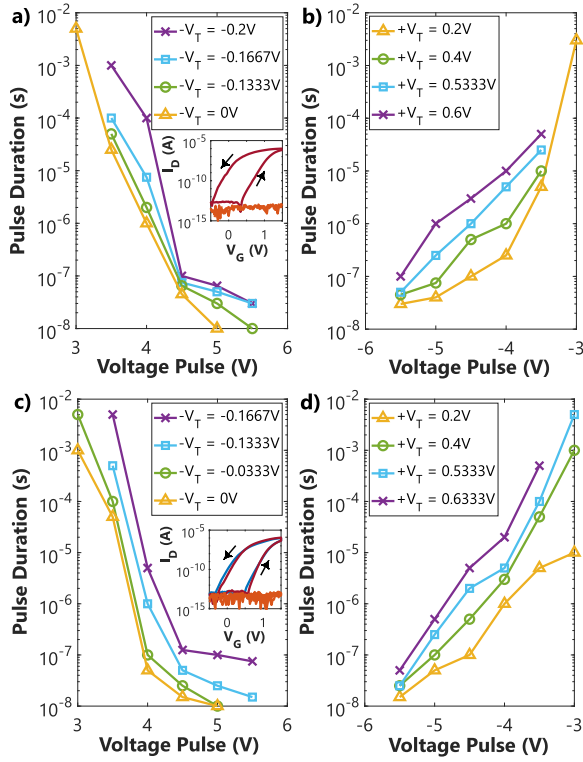 a)
Pulse Duration (s)
10⁻²
10⁻³
10⁻⁴
10⁻⁵
10⁻⁶
10⁻⁷
10⁻⁸
-V_T = -0.2V
-V_T = -0.1667V
-V_T = -0.1333V
-V_T = 0V
I_D (A)
10⁻⁵
10⁻¹⁰
10⁻¹⁵
0 1
V_G (V)
3 4 5 6
Voltage Pulse (V)
b)
Pulse Duration (s)
10⁻²
10⁻³
10⁻⁴
10⁻⁵
10⁻⁶
10⁻⁷
10⁻⁸
+V_T = 0.2V
+V_T = 0.4V
+V_T = 0.5333V
+V_T = 0.6V
-6 -5 -4 -3
Voltage Pulse (V)
c)
Pulse Duration (s)
10⁻²
10⁻³
10⁻⁴
10⁻⁵
10⁻⁶
10⁻⁷
10⁻⁸
-V_T = -0.1667V
-V_T = -0.1333V
-V_T = -0.0333V
-V_T = 0V
I_D (A)
10⁻⁵
10⁻¹⁰
10⁻¹⁵
0 1
V_G (V)
3 4 5 6
Voltage Pulse (V)
d)
Pulse Duration (s)
10⁻²
10⁻³
10⁻⁴
10⁻⁵
10⁻⁶
10⁻⁷
10⁻⁸
+V_T = 0.2V
+V_T = 0.4V
+V_T = 0.5333V
+V_T = 0.6333V
-6 -5 -4 -3
Voltage Pulse (V)